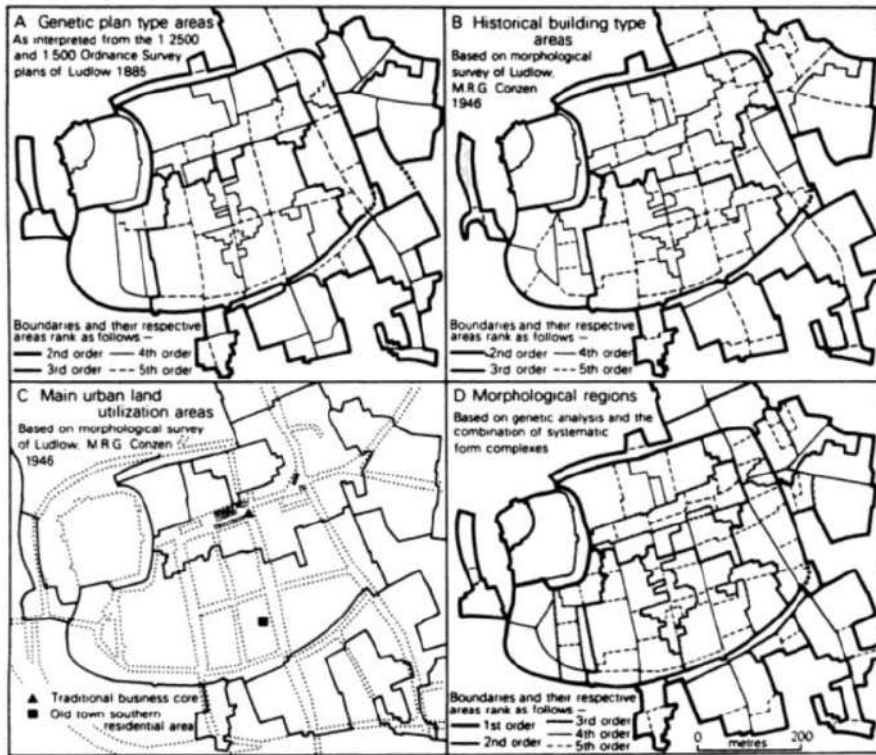 A Genetic plan type areas
As interpreted from the 1 2500
and 1 500 Ordnance Survey
plans of Ludlow 1885
Boundaries and their respective
areas rank as follows –
2nd order 4th order
3rd order 5th order
B Historical building type
areas
Based on morphological
survey of Ludlow,
M.R.G. Conzen
1946
Boundaries and their respective
areas rank as follows –
2nd order 4th order
3rd order 5th order
C Main urban land
utilization areas
Based on morphological survey
of Ludlow, M.R.G. Conzen
1946
Traditional business core
Old town southern
residential area
D Morphological regions
Based on genetic analysis and the
combination of systematic
form complexes
Boundaries and their respective
areas rank as follows –
1st order 3rd order
2nd order 4th order
5th order
0 metres 200